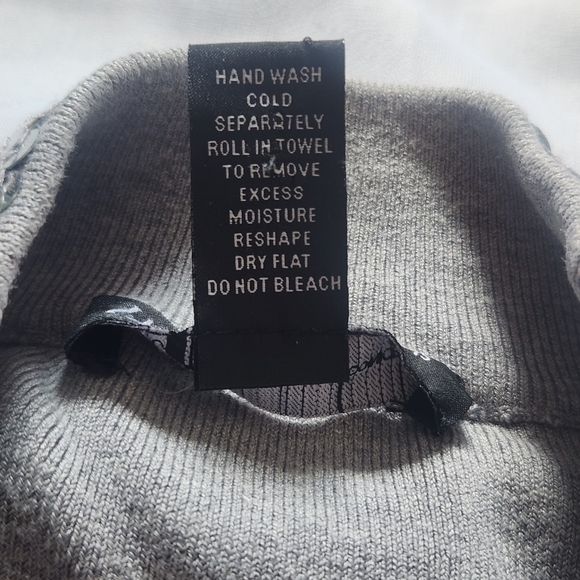 HAND WASH
COLD
SEPARATELY
ROLL IN TOWEL
TO REMOVE
EXCESS
MOISTURE
RESHAPE
DRY FLAT
DO NOT BLEACH